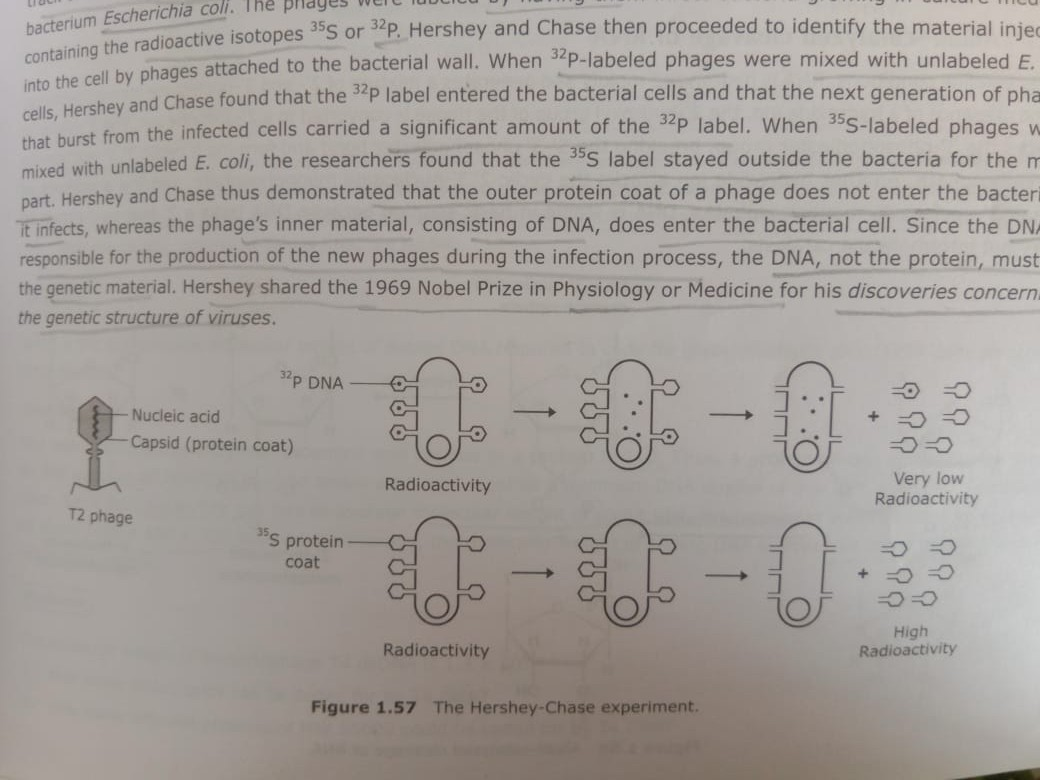 bacterium Escherichia coli. The phages were labeled by having
containing the radioactive isotopes ³⁵S or ³²P. Hershey and Chase then proceeded to identify the material
into the cell by phages attached to the bacterial wall. When ³²P-labeled phages were mixed with unlabeled E.
cells, Hershey and Chase found that the ³²P label entered the bacterial cells and that the next generation of
that burst from the infected cells carried a significant amount of the ³²P label. When ³⁵S-labeled phages
mixed with unlabeled E. coli, the researchers found that the ³⁵S label stayed outside the bacteria for the
part. Hershey and Chase thus demonstrated that the outer protein coat of a phage does not enter the
it infects, whereas the phage's inner material, consisting of DNA, does enter the bacterial cell. Since the
responsible for the production of the new phages during the infection process, the DNA, not the protein, must
the genetic material. Hershey shared the 1969 Nobel Prize in Physiology or Medicine for his discoveries
the genetic structure of viruses.
³²P DNA
Nucleic acid
Capsid (protein coat)
T2 phage
Radioactivity
+
Very low
Radioactivity
³⁵S protein
coat
Radioactivity
+
High
Radioactivity
Figure 1.57 The Hershey-Chase experiment.